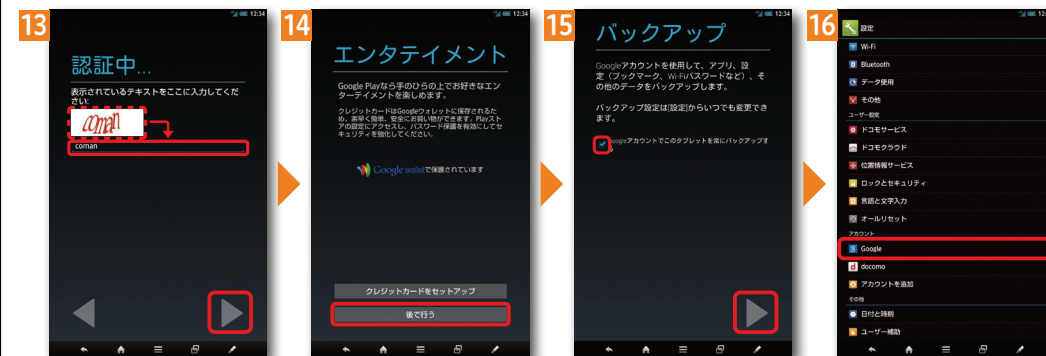 13
12:34
認証中...
表示されているテキストをここに入力してくだ
さい:
coman
coman
14
12:34
エンタテイメント
Google Playなら手のひらの上でお好きなエン
ターテイメントを楽しめます。
クレジットカードはGoogleウォレットに保存されるた
め、素早く簡単、安全にお買い物ができます。Playスト
アの設定にアクセスし、パスワード保護を有効にしてセ
キュリティを強化してください。
Google walletで保護されています
クレジットカードをセットアップ
後で行う
15
12:34
バックアップ
Googleアカウントを使用して、アプリ、設
定（ブックマーク、Wi-Fiパスワードなど）、そ
の他のデータをバックアップします。
バックアップ設定は[設定]からいつでも変更でき
ます。
Googleアカウントでこのタブレットを常にバックアップす
る
16
設定
Wi-Fi
Bluetooth
データ使用
その他
ユーザー設定
ドコモサービス
ドコモクラウド
位置情報サービス
ロックとセキュリティ
言語と文字入力
オールリセット
アカウント
Google
docomo
アカウントを追加
その他
日付と時刻
ユーザー補助